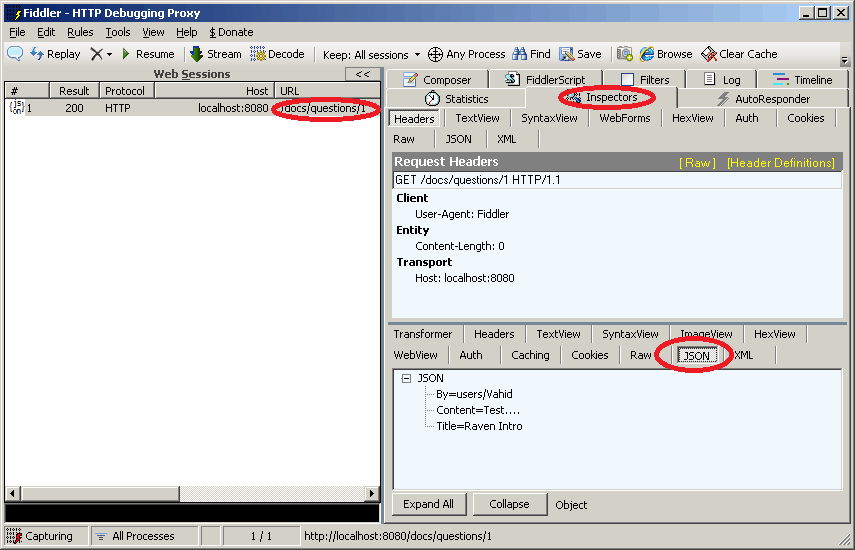 Fiddler - HTTP Debugging Proxy
File Edit Rules Tools View Help $ Donate
Replay Resume Stream Decode Keep: All sessions Any Process Find Save Browse Clear Cache
Web Sessions <<
# Result Protocol Host URL
1 200 HTTP localhost:8080 /docs/questions/1
Composer FiddlerScript Filters Log Timeline
Statistics Inspectors AutoResponder
Headers TextView SyntaxView WebForms HexView Auth Cookies
Raw JSON XML
Request Headers [ Raw ] [Header Definitions]
GET /docs/questions/1 HTTP/1.1
Client
User-Agent: Fiddler
Entity
Content-Length: 0
Transport
Host: localhost:8080
Transformer Headers TextView SyntaxView ImageView HexView
WebView Auth Caching Cookies Raw JSON XML
JSON
By=users/Vahid
Content=Test....
Title=Raven Intro
Expand All Collapse Object
Capturing All Processes 1 / 1 http://localhost:8080/docs/questions/1